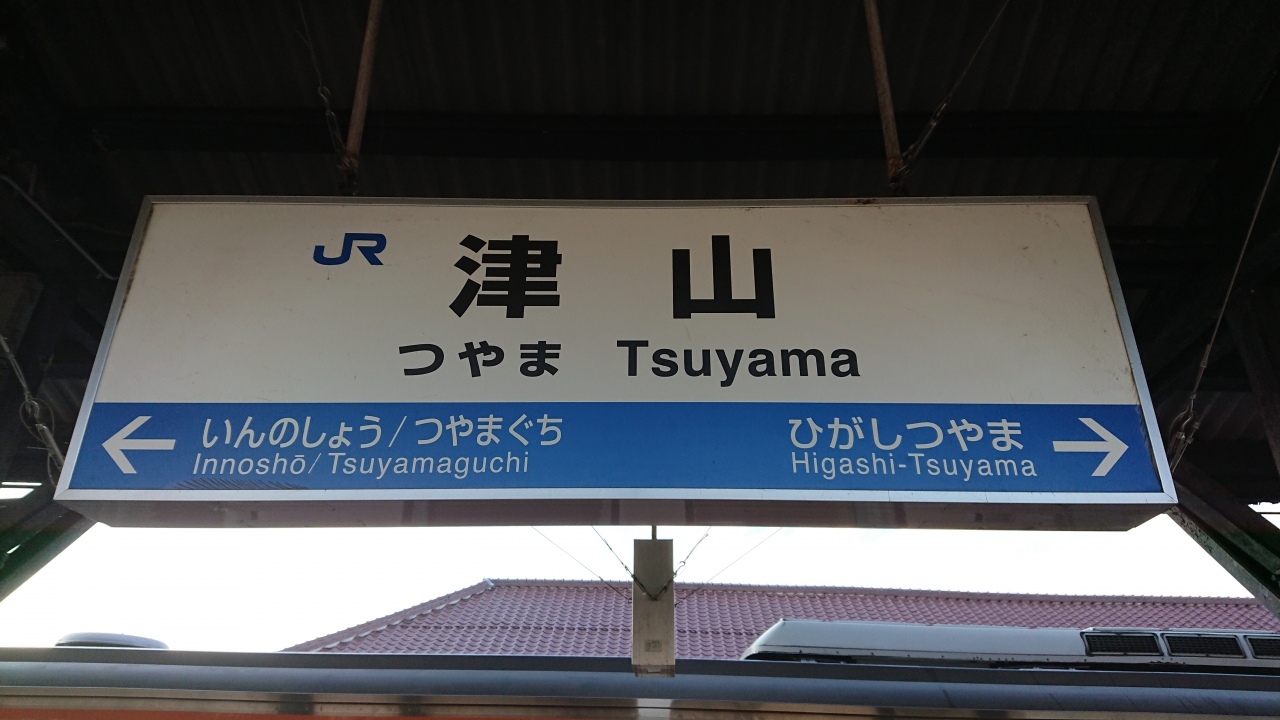 JR 津山
つやま Tsuyama
← いんのしょう/つやまぐち ひがしつやま →
Innoshō/Tsuyamaguchi Higashi-Tsuyama